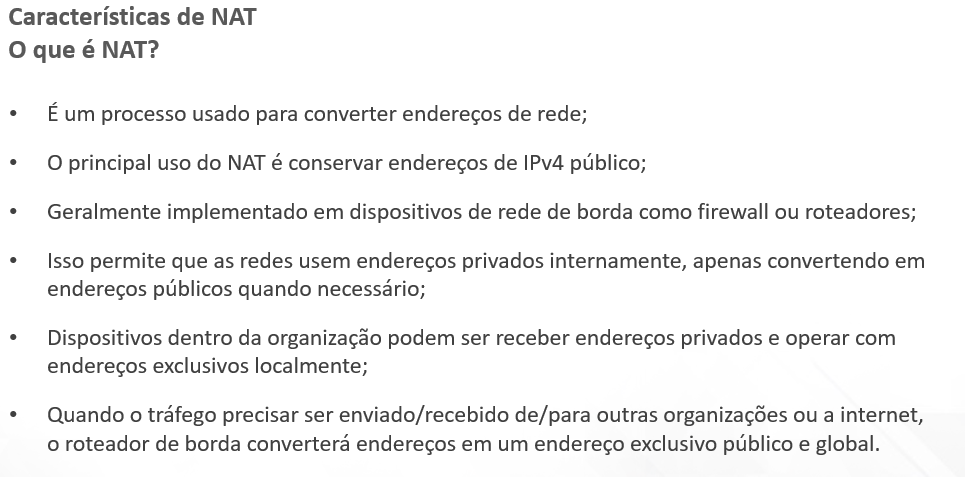 Características de NAT
O que é NAT?
• É um processo usado para converter endereços de rede;
• O principal uso do NAT é conservar endereços de IPv4 público;
• Geralmente implementado em dispositivos de rede de borda como firewall ou roteadores;
• Isso permite que as redes usem endereços privados internamente, apenas convertendo em
endereços públicos quando necessário;
• Dispositivos dentro da organização podem ser receber endereços privados e operar com
endereços exclusivos localmente;
• Quando o tráfego precisar ser enviado/recebido de/para outras organizações ou a internet,
o roteador de borda converterá endereços em um endereço exclusivo público e global.